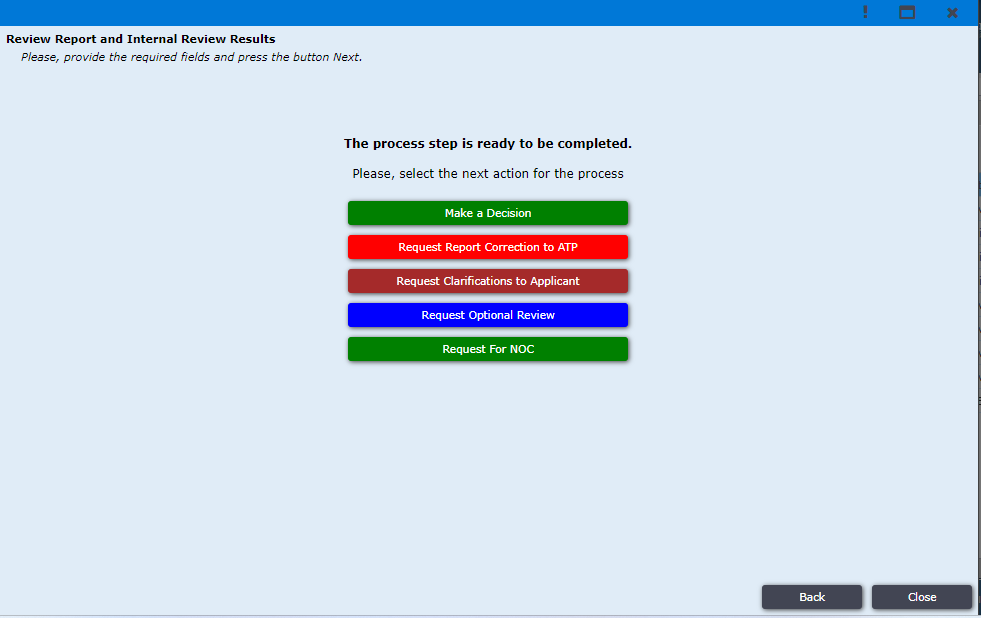 Review Report and Internal Review Results
Please, provide the required fields and press the button Next.
The process step is ready to be completed.
Please, select the next action for the process
Make a Decision
Request Report Correction to ATP
Request Clarifications to Applicant
Request Optional Review
Request For NOC
Back
Close